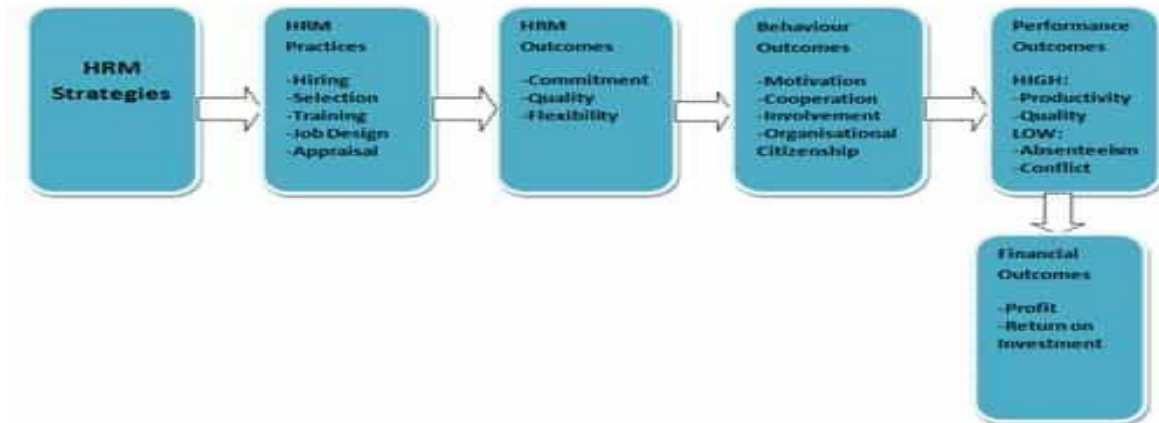 HRM
Strategies
HRM
Practices
-Hiring
-Selection
-Training
-Job Design
-Appraisal
HRM
Outcomes
-Commitment
-Quality
-Flexibility
Behaviour
Outcomes
-Motivation
-Cooperation
-Involvement
-Organisational
Citizenship
Performance
Outcomes
HIGH:
-Productivity
-Quality
LOW:
-Absenteeism
-Conflict
Financial
Outcomes
-Profit
-Return on
Investment